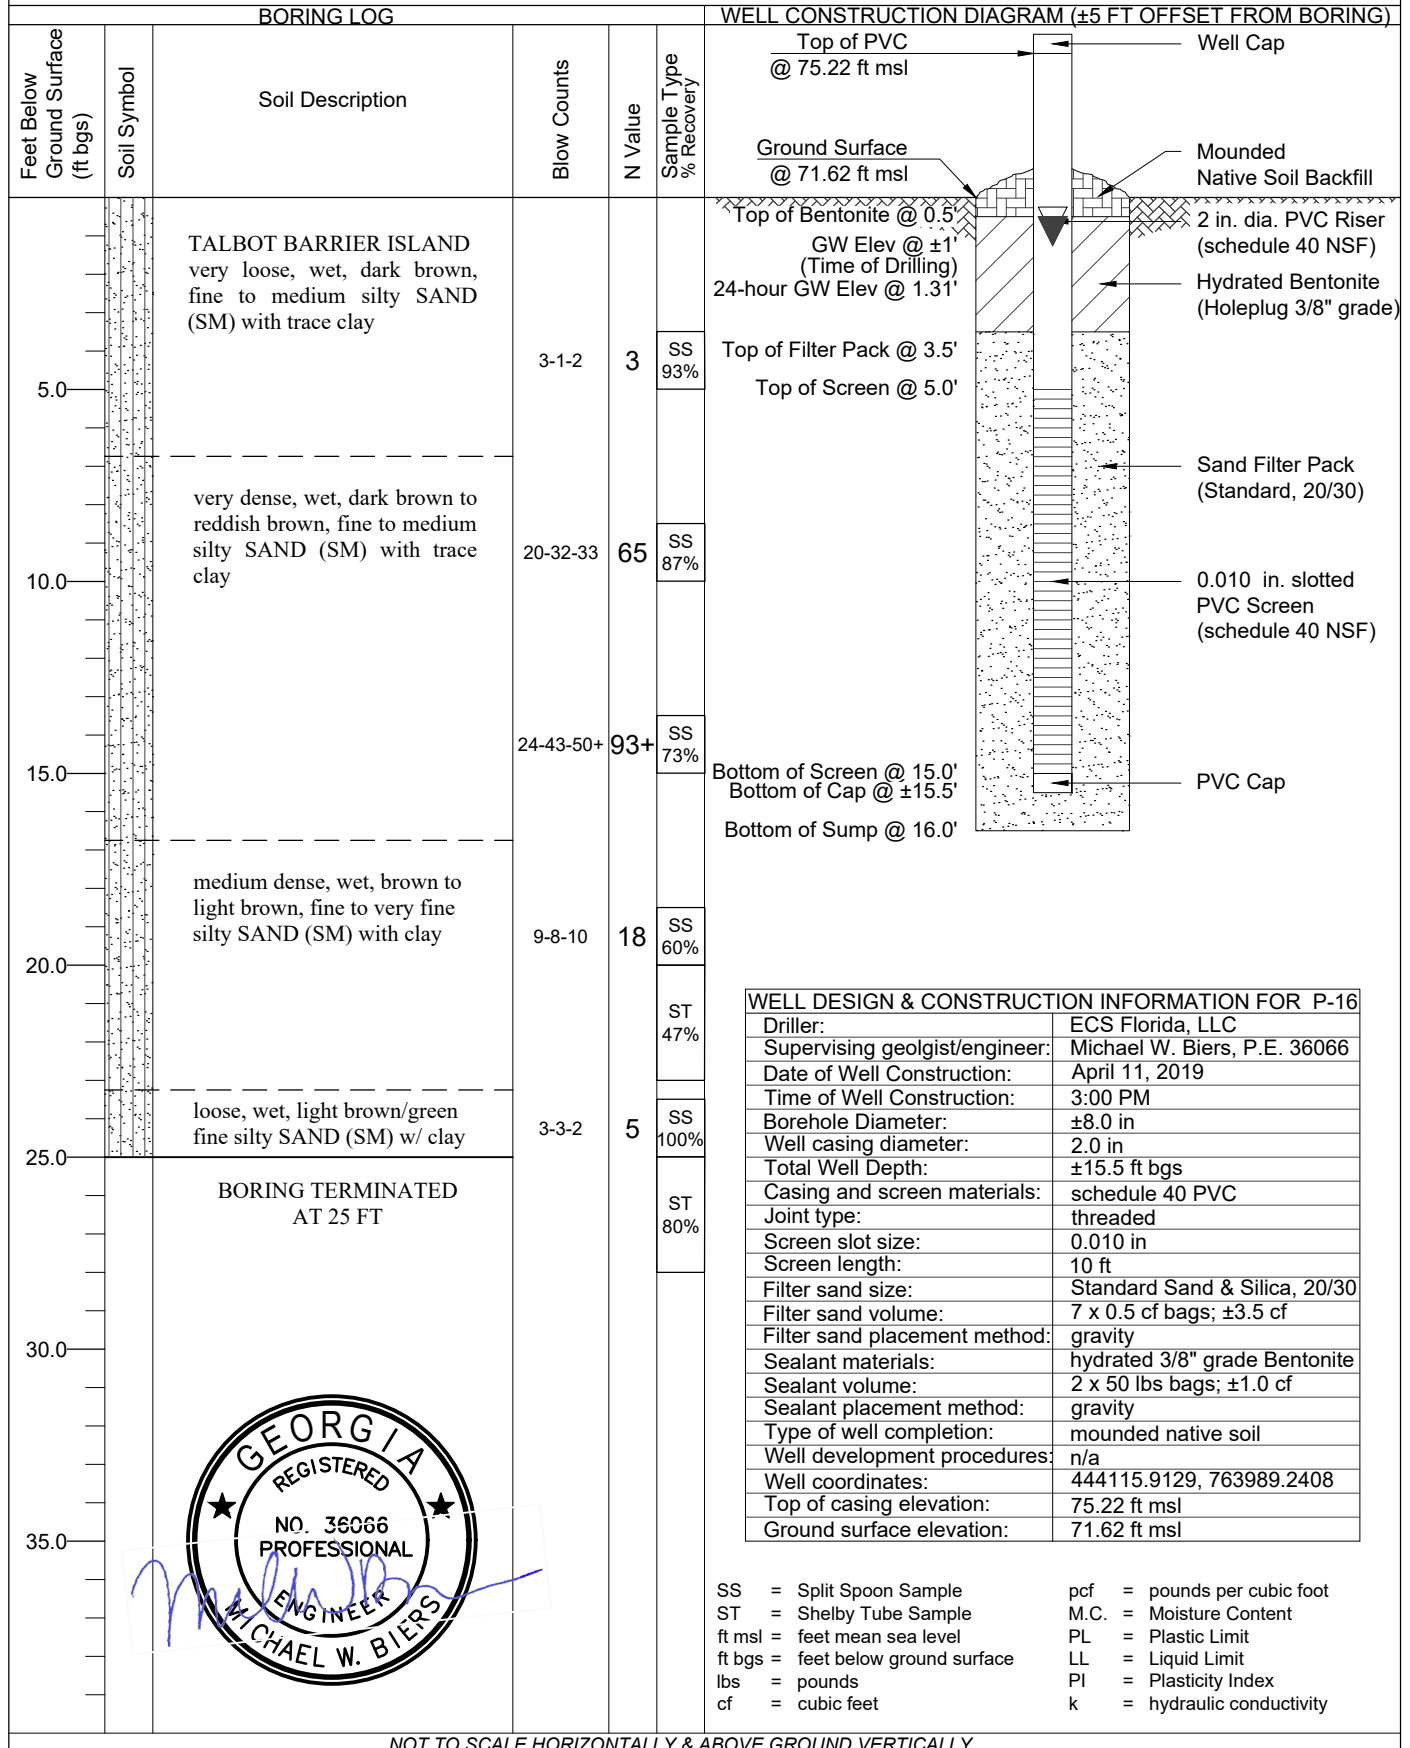 BORING LOG
WELL CONSTRUCTION DIAGRAM (±5 FT OFFSET FROM BORING)
Feet Below
Ground Surface
(ft bgs)
Soil Symbol
Soil Description
Blow Counts
N Value
Sample Type
% Recovery
TALBOT BARRIER ISLAND
very loose, wet, dark brown,
fine to medium silty SAND
(SM) with trace clay
3-1-2
3
SS
93%
5.0
very dense, wet, dark brown to
reddish brown, fine to medium
silty SAND (SM) with trace
clay
20-32-33
65
SS
87%
10.0
24-43-50+
93+
SS
73%
15.0
medium dense, wet, brown to
light brown, fine to very fine
silty SAND (SM) with clay
9-8-10
18
SS
60%
20.0
ST
47%
loose, wet, light brown/green
fine silty SAND (SM) w/ clay
3-3-2
5
SS
100%
25.0
BORING TERMINATED
AT 25 FT
ST
80%
30.0
35.0
GEORGIA
REGISTERED
NO. 36066
PROFESSIONAL
ENGINEER
MICHAEL W. BIERS
Top of PVC
@ 75.22 ft msl
Well Cap
Ground Surface
@ 71.62 ft msl
Mounded
Native Soil Backfill
Top of Bentonite @ 0.5'
GW Elev @ ±1'
(Time of Drilling)
24-hour GW Elev @ 1.31'
2 in. dia. PVC Riser
(schedule 40 NSF)
Hydrated Bentonite
(Holeplug 3/8" grade)
Top of Filter Pack @ 3.5'
Top of Screen @ 5.0'
Sand Filter Pack
(Standard, 20/30)
0.010 in. slotted
PVC Screen
(schedule 40 NSF)
Bottom of Screen @ 15.0'
Bottom of Cap @ ±15.5'
PVC Cap
Bottom of Sump @ 16.0'
WELL DESIGN & CONSTRUCTION INFORMATION FOR P-16
Driller: ECS Florida, LLC
Supervising geolgist/engineer: Michael W. Biers, P.E. 36066
Date of Well Construction: April 11, 2019
Time of Well Construction: 3:00 PM
Borehole Diameter: ±8.0 in
Well casing diameter: 2.0 in
Total Well Depth: ±15.5 ft bgs
Casing and screen materials: schedule 40 PVC
Joint type: threaded
Screen slot size: 0.010 in
Screen length: 10 ft
Filter sand size: Standard Sand & Silica, 20/30
Filter sand volume: 7 x 0.5 cf bags; ±3.5 cf
Filter sand placement method: gravity
Sealant materials: hydrated 3/8" grade Bentonite
Sealant volume: 2 x 50 lbs bags; ±1.0 cf
Sealant placement method: gravity
Type of well completion: mounded native soil
Well development procedures: n/a
Well coordinates: 444115.9129, 763989.2408
Top of casing elevation: 75.22 ft msl
Ground surface elevation: 71.62 ft msl
SS = Split Spoon Sample
ST = Shelby Tube Sample
ft msl = feet mean sea level
ft bgs = feet below ground surface
lbs = pounds
cf = cubic feet
pcf = pounds per cubic foot
M.C. = Moisture Content
PL = Plastic Limit
LL = Liquid Limit
PI = Plasticity Index
k = hydraulic conductivity
NOT TO SCALE HORIZONTALLY & ABOVE GROUND VERTICALLY